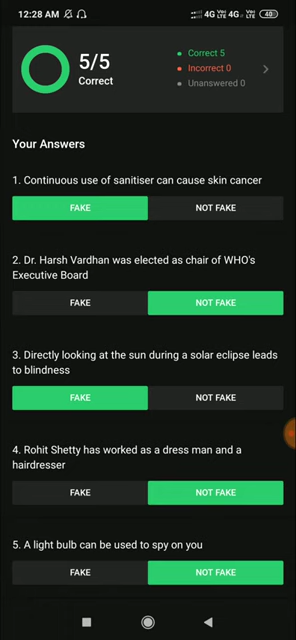 12:28 AM 4G 4G 40
5/5
Correct
Correct 5
Incorrect 0
Unanswered 0
Your Answers
1. Continuous use of sanitiser can cause skin cancer
FAKE NOT FAKE
2. Dr. Harsh Vardhan was elected as chair of WHO's
Executive Board
FAKE NOT FAKE
3. Directly looking at the sun during a solar eclipse leads
to blindness
FAKE NOT FAKE
4. Rohit Shetty has worked as a dress man and a
hairdresser
FAKE NOT FAKE
5. A light bulb can be used to spy on you
FAKE NOT FAKE